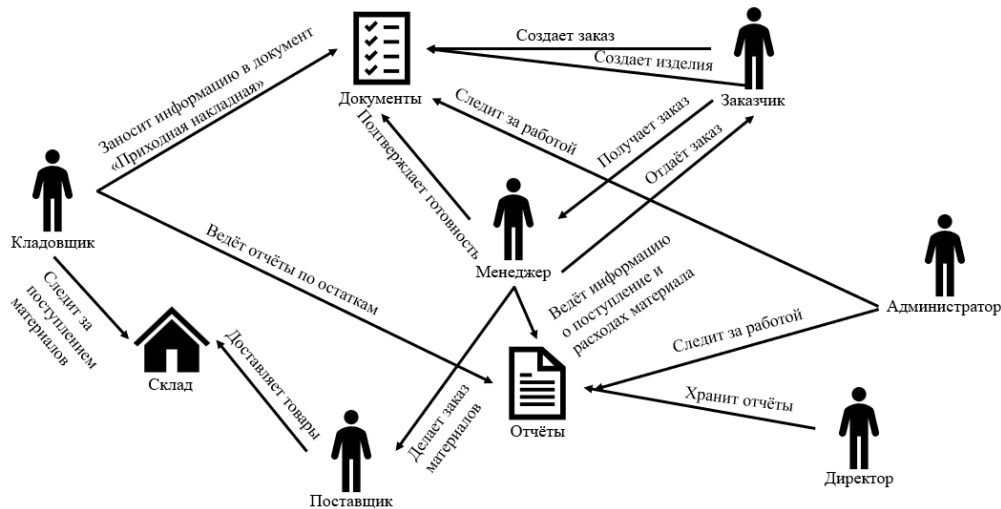 Создает заказ
Создает изделия
Документы
Заказчик
Заносит информацию в документ
«Приходная накладная»
Следит за работой
Получает заказ
Отдаёт заказ
Подтверждает готовность
Кладовщик
Менеджер
Ведёт отчёты по остаткам
Ведёт информацию
о поступление и
расходах материала
Администратор
Следит за
поступлением
материалов
Склад
Доставляет товары
Следит за работой
Хранит отчёты
Делает заказ
материалов
Отчёты
Поставщик
Директор